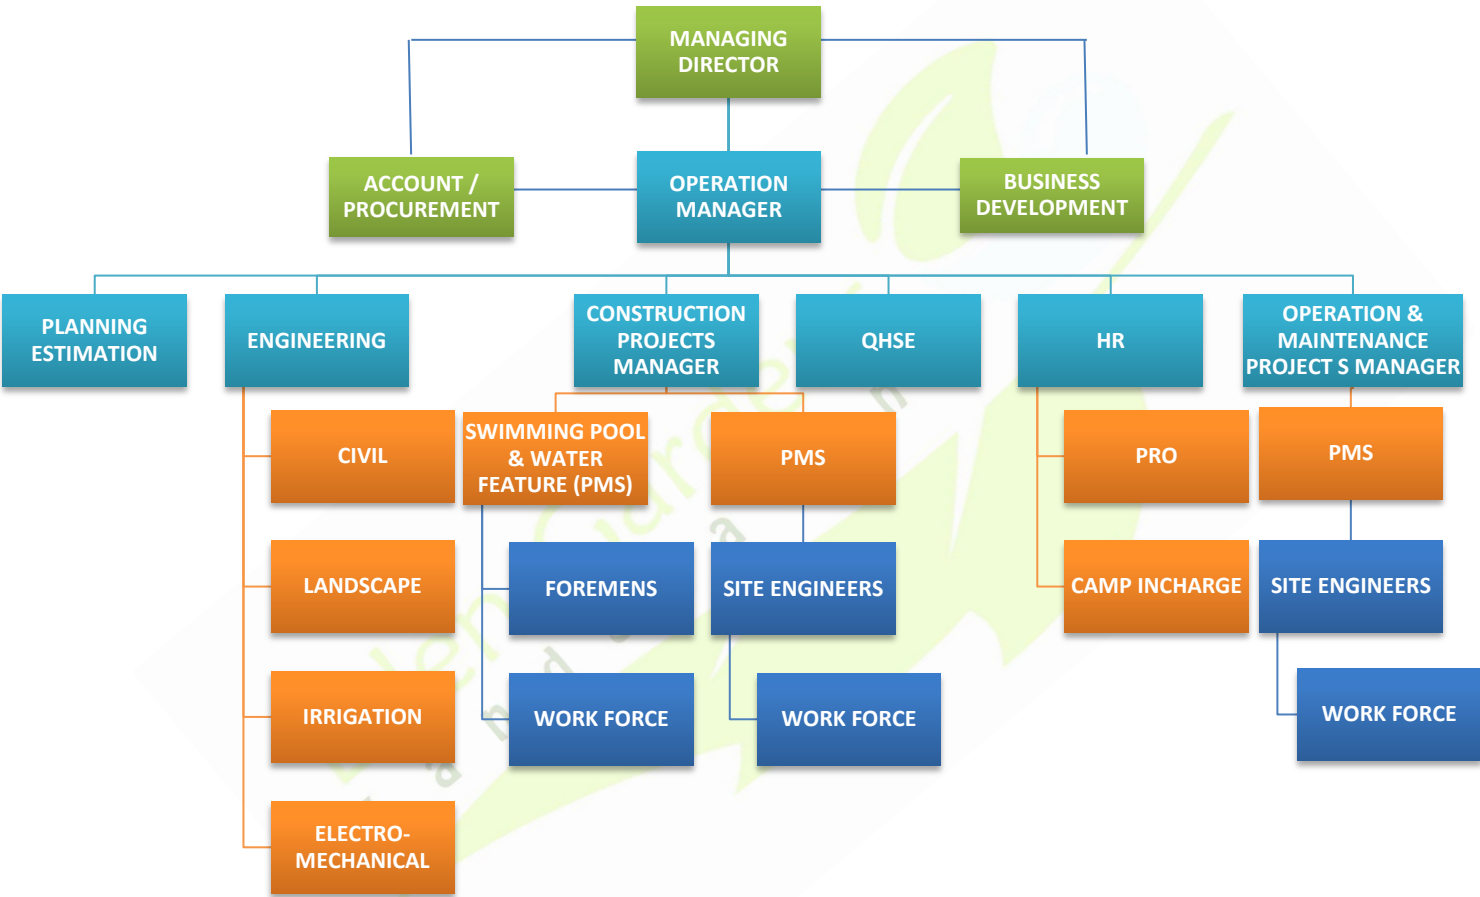 MANAGING
DIRECTOR
ACCOUNT /
PROCUREMENT
OPERATION
MANAGER
BUSINESS
DEVELOPMENT
PLANNING
ESTIMATION
ENGINEERING
CONSTRUCTION
PROJECTS
MANAGER
QHSE
HR
OPERATION &
MAINTENANCE
PROJECT S MANAGER
CIVIL
SWIMMING POOL
& WATER
FEATURE (PMS)
PMS
PRO
PMS
LANDSCAPE
FOREMENS
SITE ENGINEERS
CAMP INCHARGE
SITE ENGINEERS
IRRIGATION
WORK FORCE
WORK FORCE
WORK FORCE
ELECTRO-
MECHANICAL